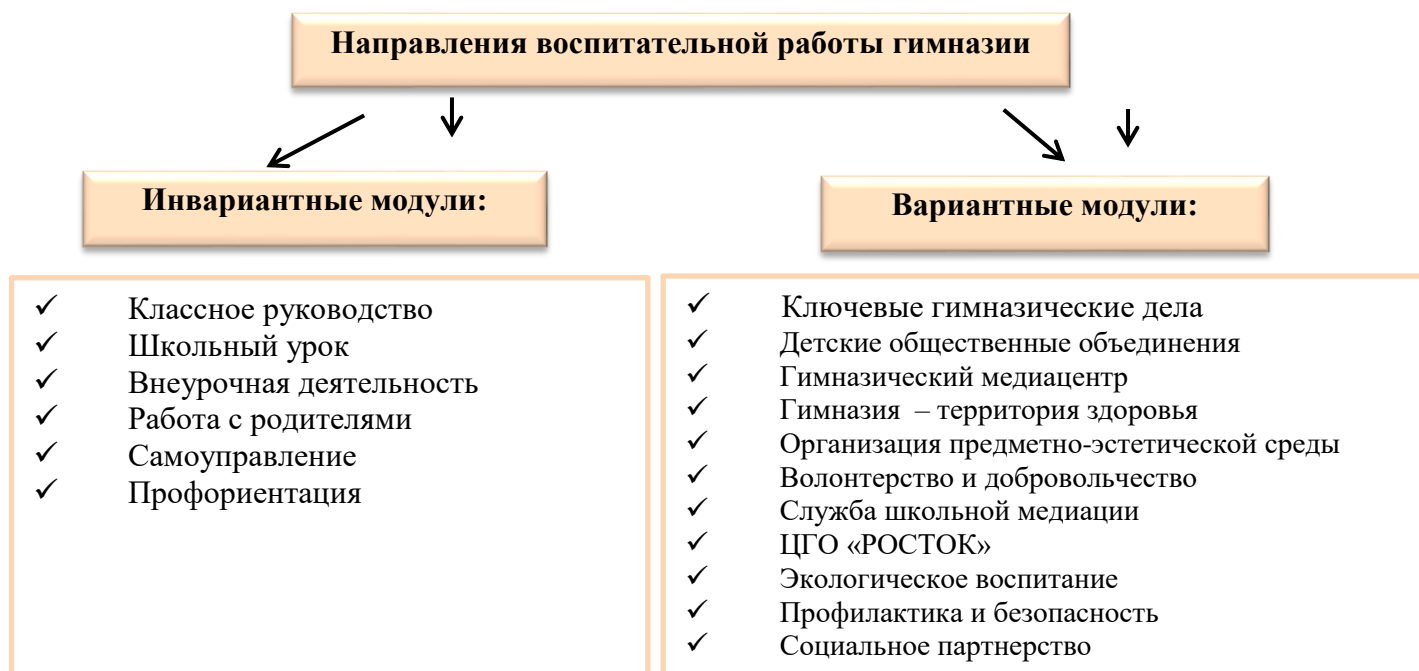 Направления воспитательной работы гимназии
Инвариантные модули:
Вариантные модули:
✓ Классное руководство
✓ Школьный урок
✓ Внеурочная деятельность
✓ Работа с родителями
✓ Самоуправление
✓ Профориентация
✓ Ключевые гимназические дела
✓ Детские общественные объединения
✓ Гимназический медиацентр
✓ Гимназия – территория здоровья
✓ Организация предметно-эстетической среды
✓ Волонтерство и добровольчество
✓ Служба школьной медиации
✓ ЦГО «РОСТОК»
✓ Экологическое воспитание
✓ Профилактика и безопасность
✓ Социальное партнерство